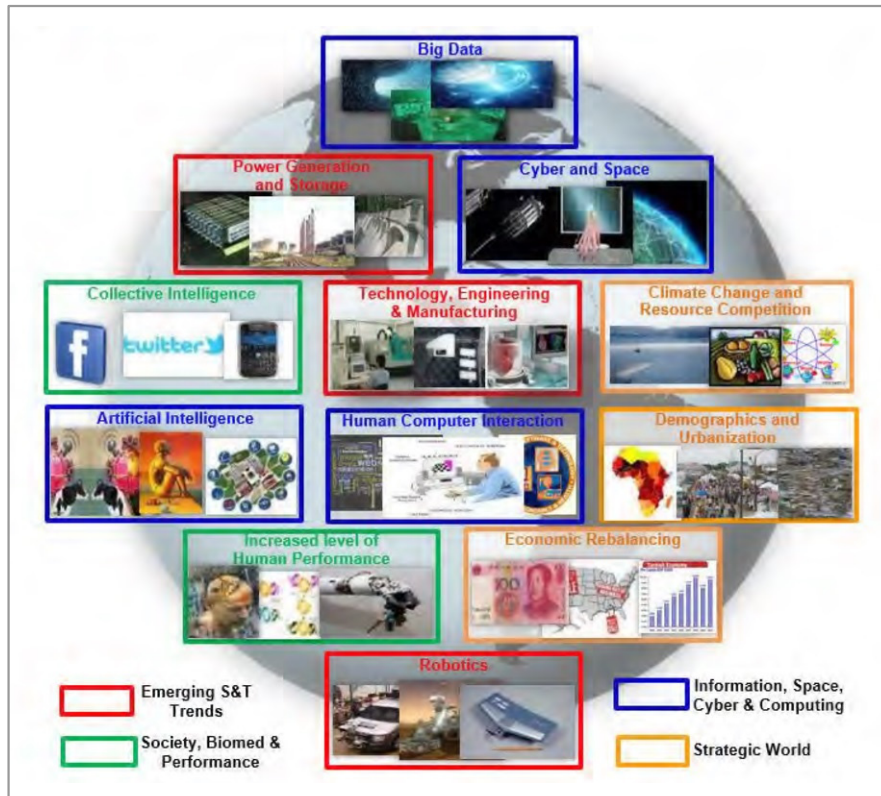 Big Data
Power Generation
and Storage
Cyber and Space
Collective Intelligence
Technology, Engineering
& Manufacturing
Climate Change and
Resource Competition
twitter
Artificial Intelligence
Human Computer Interaction
Demographics and
Urbanization
WEB
Increased level of
Human Performance
Economic Rebalancing
100
Robotics
Emerging S&T
Trends
Information, Space,
Cyber & Computing
Society, Biomed &
Performance
Strategic World